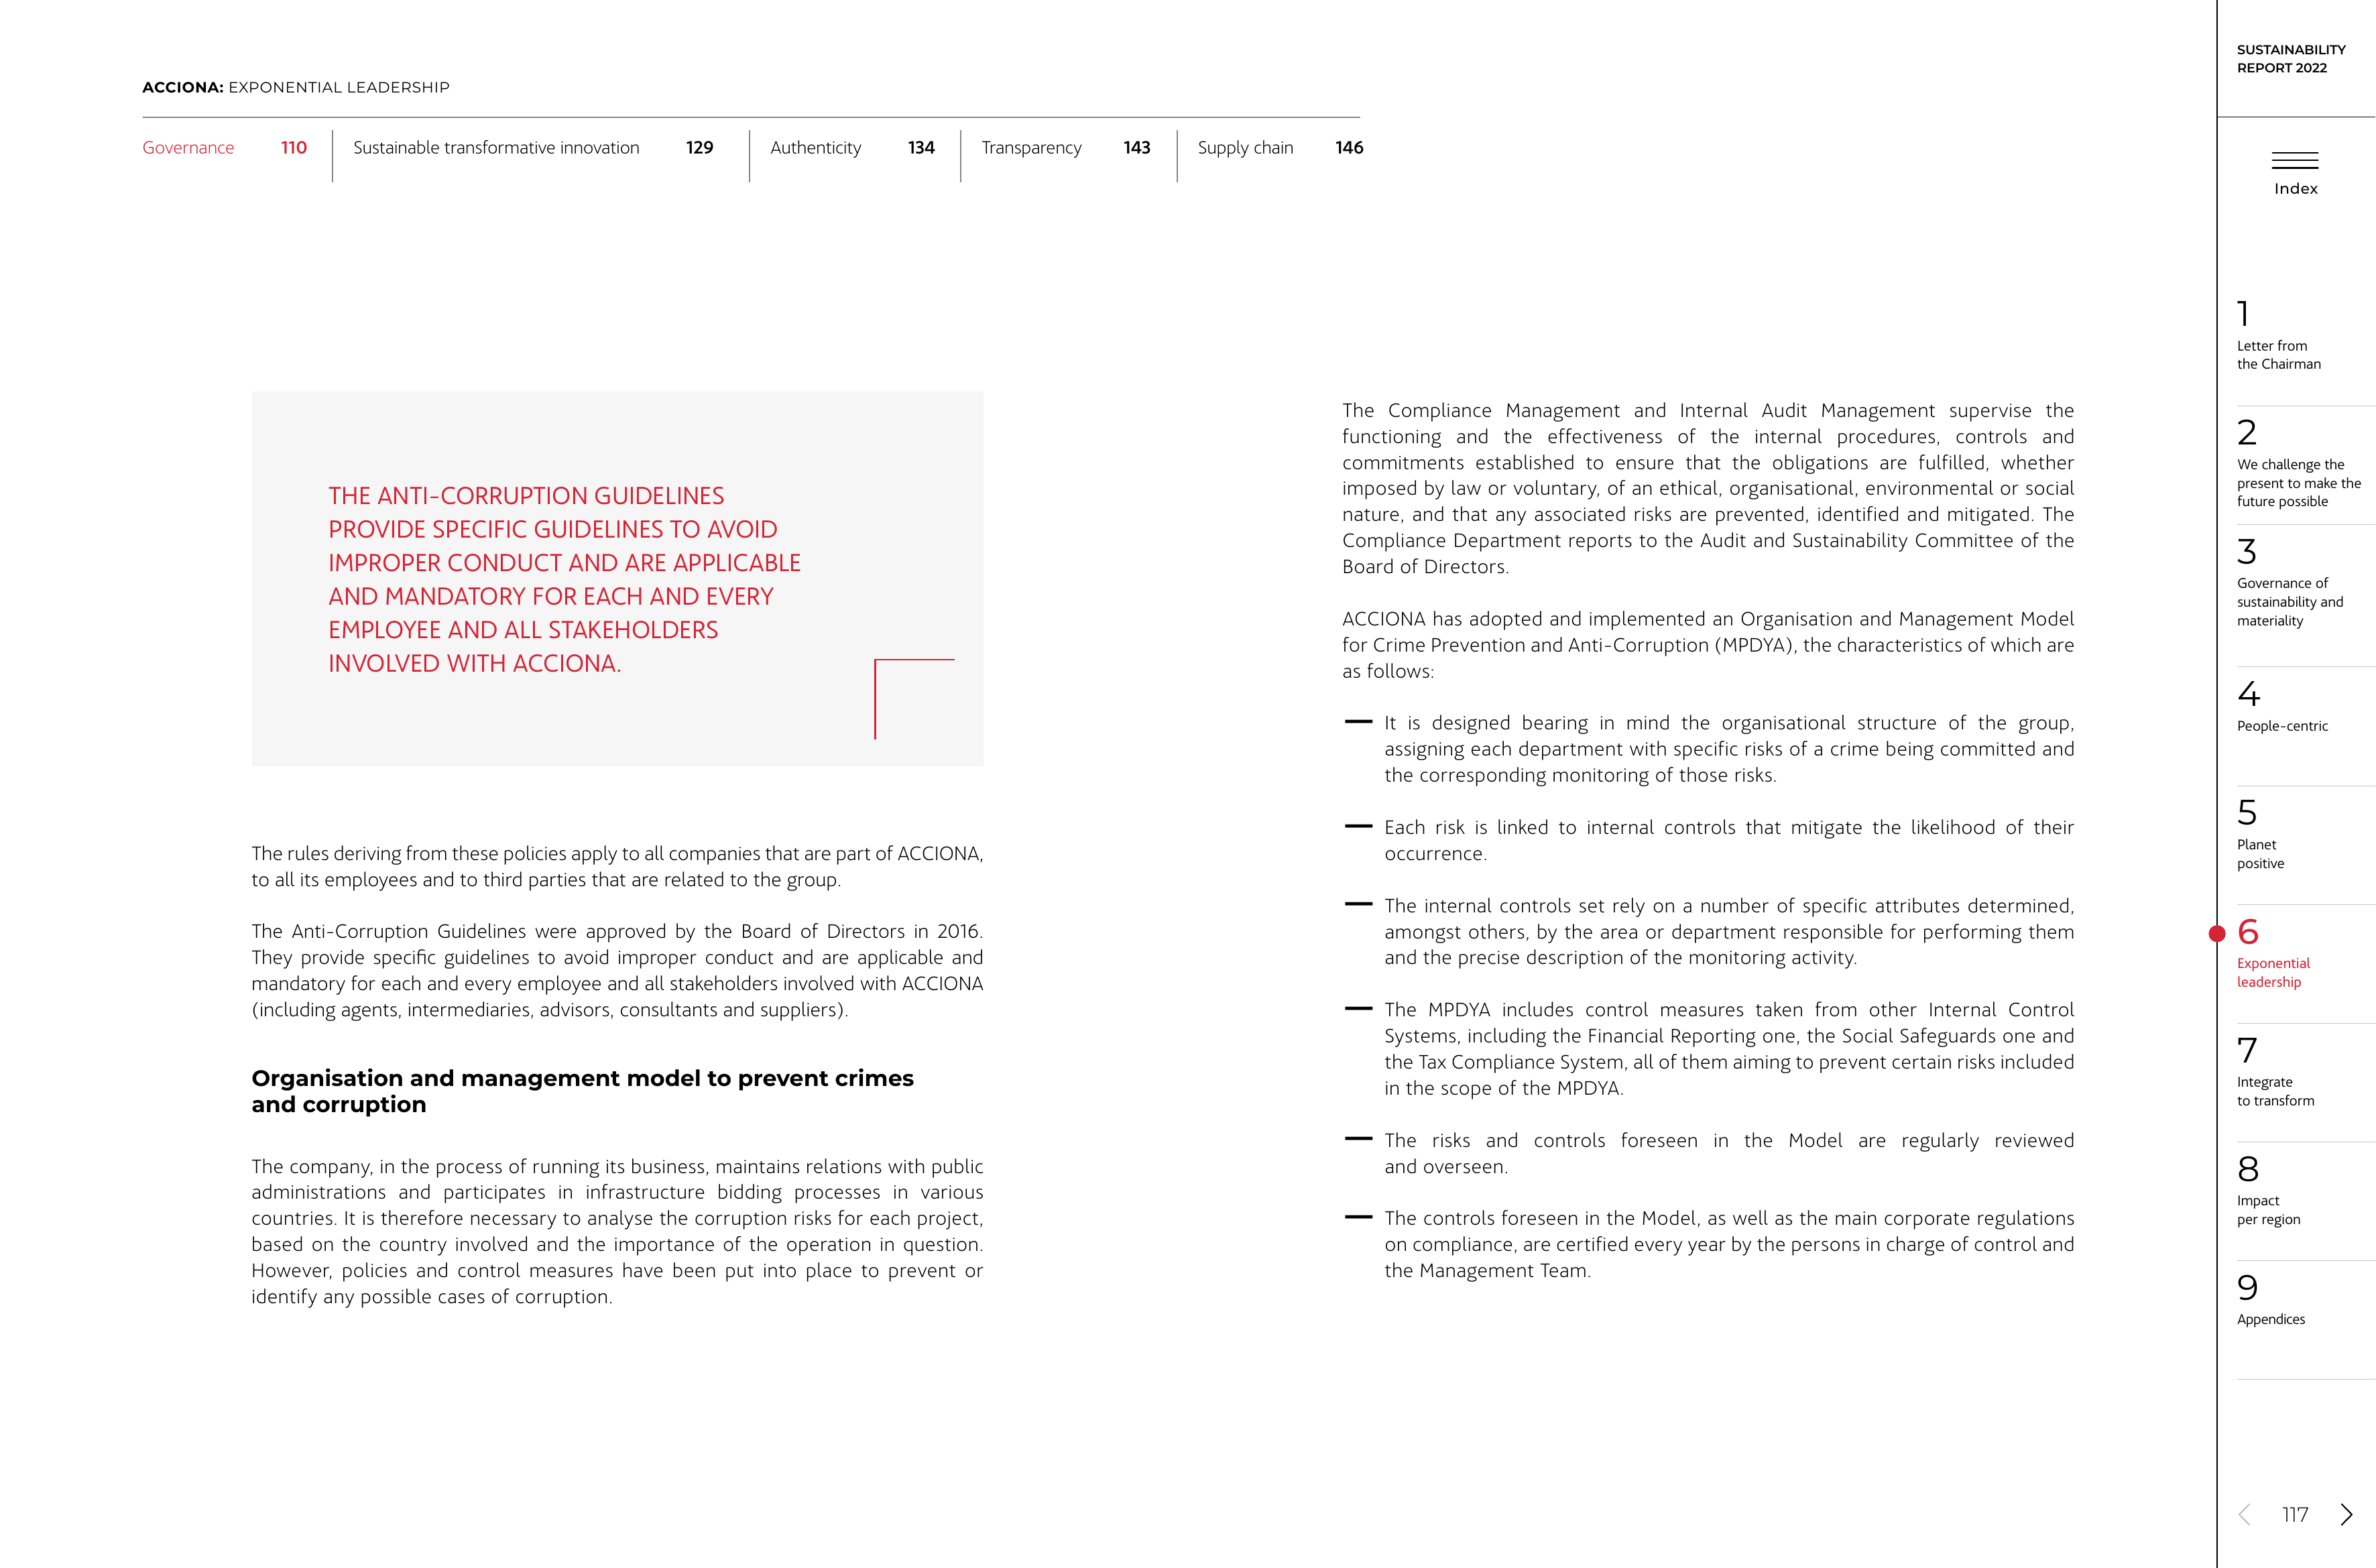 ACCIONA: EXPONENTIAL LEADERSHIP
Governance 110
Sustainable transformative innovation 129
Authenticity 134
Transparency 143
Supply chain 146
THE ANTI-CORRUPTION GUIDELINES
PROVIDE SPECIFIC GUIDELINES TO AVOID
IMPROPER CONDUCT AND ARE APPLICABLE
AND MANDATORY FOR EACH AND EVERY
EMPLOYEE AND ALL STAKEHOLDERS
INVOLVED WITH ACCIONA.
The rules deriving from these policies apply to all companies that are part of ACCIONA,
to all its employees and to third parties that are related to the group.
The Anti-Corruption Guidelines were approved by the Board of Directors in 2016.
They provide specific guidelines to avoid improper conduct and are applicable and
mandatory for each and every employee and all stakeholders involved with ACCIONA
(including agents, intermediaries, advisors, consultants and suppliers).
Organisation and management model to prevent crimes
and corruption
The company, in the process of running its business, maintains relations with public
administrations and participates in infrastructure bidding processes in various
countries. It is therefore necessary to analyse the corruption risks for each project,
based on the country involved and the importance of the operation in question.
However, policies and control measures have been put into place to prevent or
identify any possible cases of corruption.
The Compliance Management and Internal Audit Management supervise the
functioning and the effectiveness of the internal procedures, controls and
commitments established to ensure that the obligations are fulfilled, whether
imposed by law or voluntary, of an ethical, organisational, environmental or social
nature, and that any associated risks are prevented, identified and mitigated. The
Compliance Department reports to the Audit and Sustainability Committee of the
Board of Directors.
ACCIONA has adopted and implemented an Organisation and Management Model
for Crime Prevention and Anti-Corruption (MPDYA), the characteristics of which are
as follows:
— It is designed bearing in mind the organisational structure of the group,
assigning each department with specific risks of a crime being committed and
the corresponding monitoring of those risks.
— Each risk is linked to internal controls that mitigate the likelihood of their
occurrence.
— The internal controls set rely on a number of specific attributes determined,
amongst others, by the area or department responsible for performing them
and the precise description of the monitoring activity.
— The MPDYA includes control measures taken from other Internal Control
Systems, including the Financial Reporting one, the Social Safeguards one and
the Tax Compliance System, all of them aiming to prevent certain risks included
in the scope of the MPDYA.
— The risks and controls foreseen in the Model are regularly reviewed
and overseen.
— The controls foreseen in the Model, as well as the main corporate regulations
on compliance, are certified every year by the persons in charge of control and
the Management Team.
SUSTAINABILITY
REPORT 2022
Index
1
Letter from
the Chairman
2
We challenge the
present to make the
future possible
3
Governance of
sustainability and
materiality
4
People-centric
5
Planet
positive
6
Exponential
leadership
7
Integrate
to transform
8
Impact
per region
9
Appendices
117